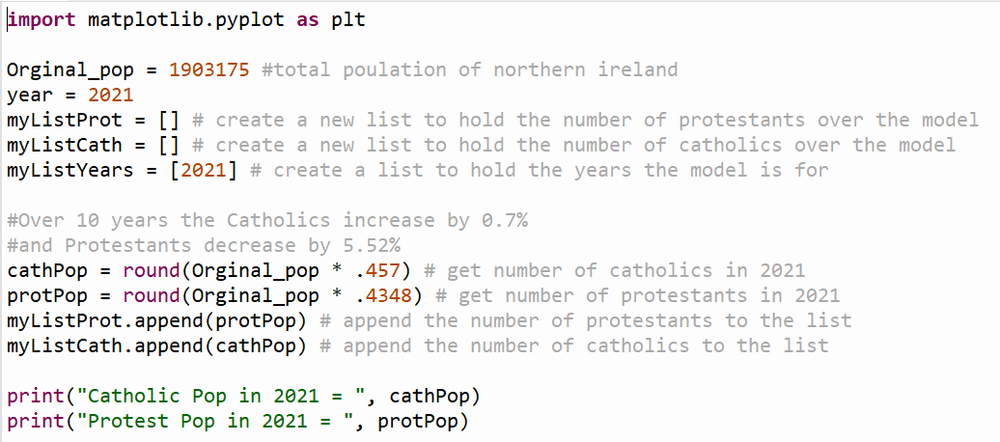 import matplotlib.pyplot as plt
Orginal_pop = 1903175 #total poulation of northern ireland
year = 2021
myListProt = [] # create a new list to hold the number of protestants over the model
myListCath = [] # create a new list to hold the number of catholics over the model
myListYears = [2021] # create a list to hold the years the model is for
#Over 10 years the Catholics increase by 0.7%
#and Protestants decrease by 5.52%
cathPop = round(Orginal_pop * .457) # get number of catholics in 2021
protPop = round(Orginal_pop * .4348) # get number of protestants in 2021
myListProt.append(protPop) # append the number of protestants to the list
myListCath.append(cathPop) # append the number of catholics to the list
print("Catholic Pop in 2021 = ", cathPop)
print("Protest Pop in 2021 = ", protPop)